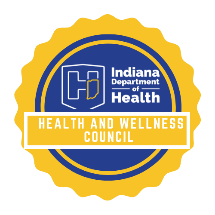 Indiana
Department
of
Health
HEALTH AND WELLNESS
COUNCIL